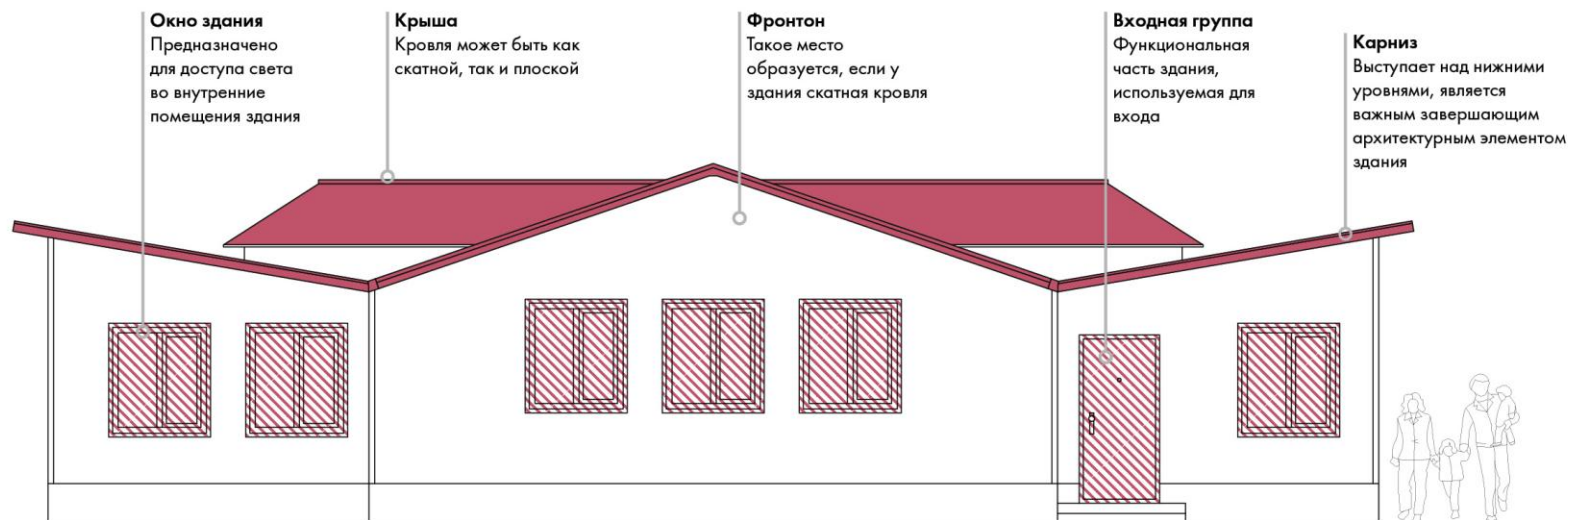 Окно здания
Предназначено
для доступа света
во внутренние
помещения здания
Крыша
Кровля может быть как
скатной, так и плоской
Фронтон
Такое место
образуется, если у
здания скатная кровля
Входная группа
Функциональная
часть здания,
используемая для
входа
Карниз
Выступает над нижними
уровнями, является
важным завершающим
архитектурным элементом
здания